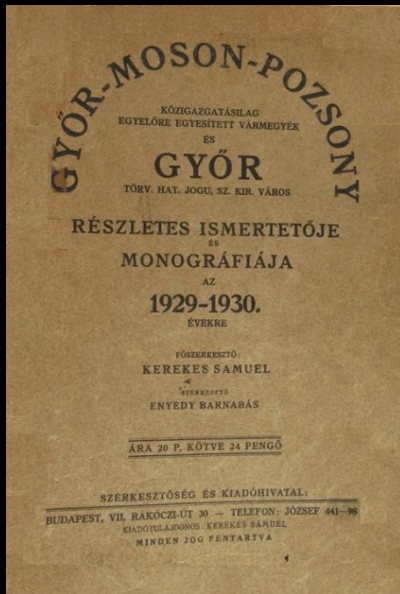 GYŐR-MOSON-POZSONY
KÖZIGAZGATÁSILAG
EGYELŐRE EGYESÍTETT VÁRMEGYÉK
ÉS
GYŐR
TÖRV. HAT. JOGU, SZ. KIR. VÁROS
RÉSZLETES ISMERTETŐJE
ÉS
MONOGRÁFIÁJA
AZ
1929-1930.
ÉVEKRE
FŐSZERKESZTŐ:
KEREKES SAMUEL
SZERKESZTŐ
ENYEDY BARNABÁS
ÁRA 20 P. KÖTVE 24 PENGŐ
SZERKESZTŐSÉG ÉS KIADÓHIVATAL:
BUDAPEST, VII, RÁKÓCZI-ÚT 30 — TELEFON: JÓZSEF 441—98
KIADÓTULAJDONOS: KEREKES SÁMUEL
MINDEN JOG FENTARTVA